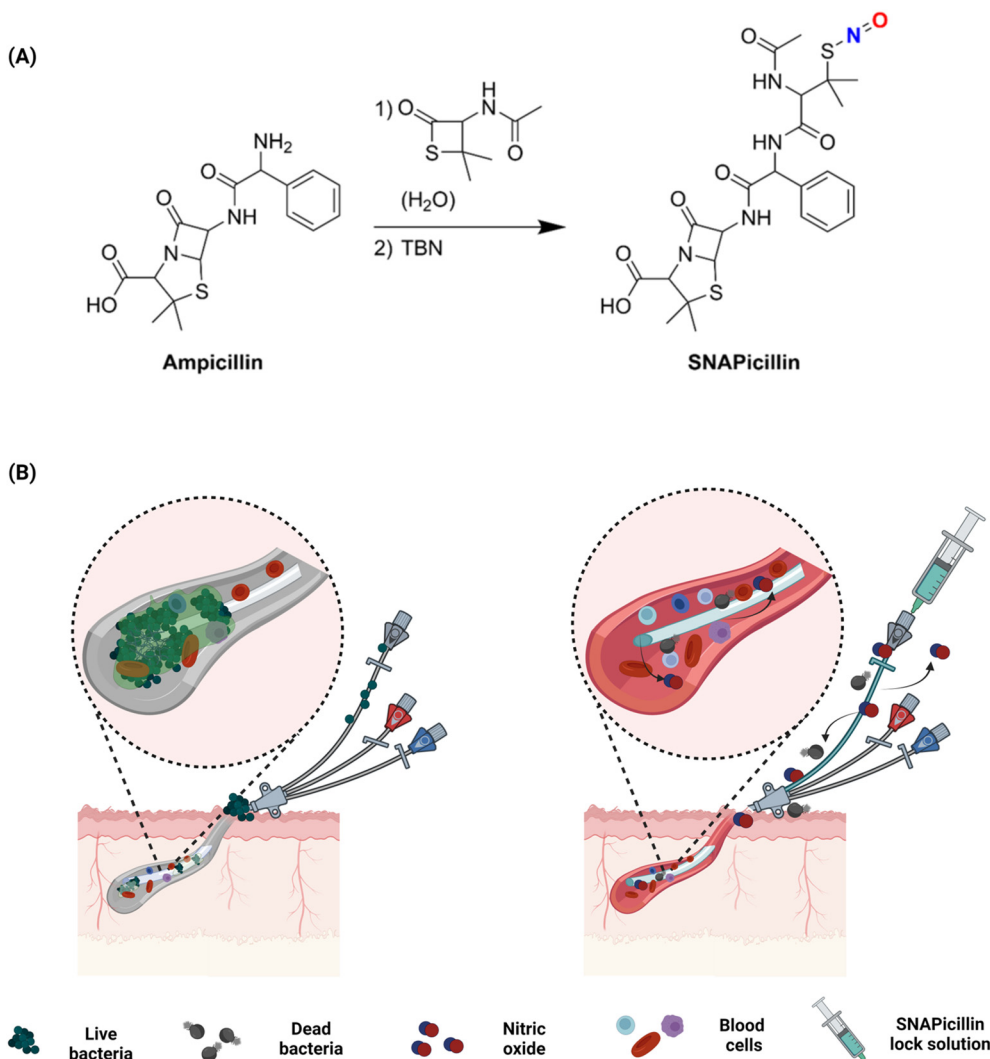 (A)
NH2
O
O
NH
N
O
HO
S
Ampicillin
1)
O
H
N
S
O
(H2O)
2) TBN
O
S
N
O
HN
O
HN
O
O
NH
N
O
HO
S
SNAPicillin
(B)
Live
bacteria
Dead
bacteria
Nitric
oxide
Blood
cells
SNAPicillin
lock solution